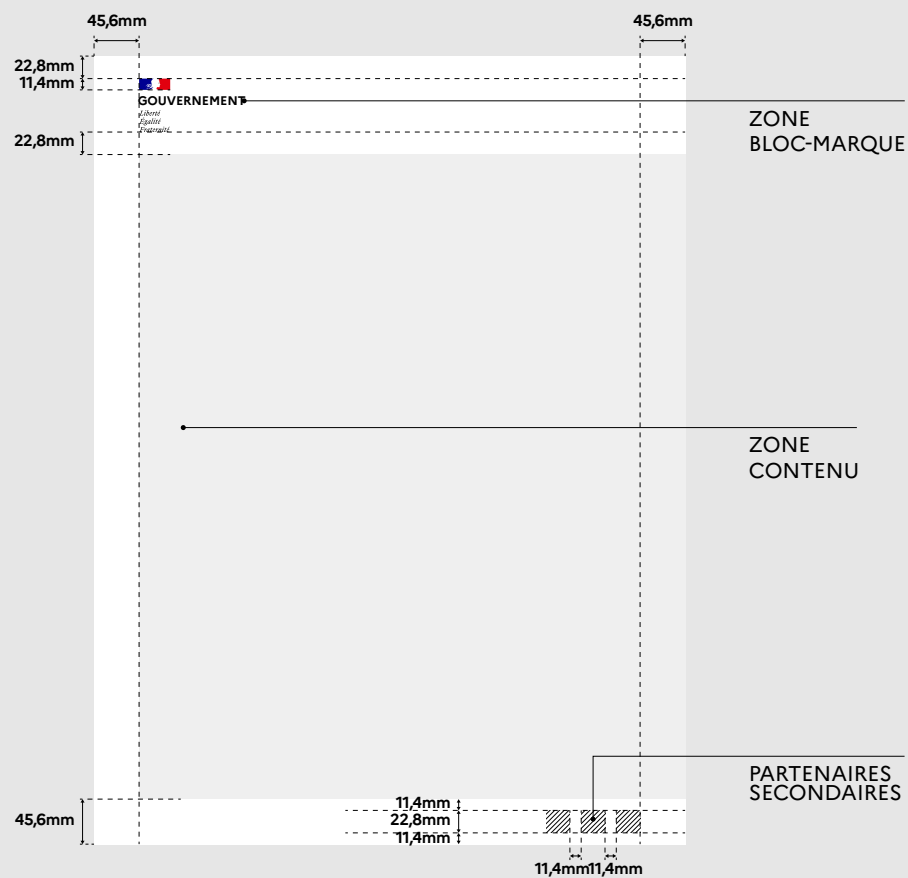 45,6mm
45,6mm
22,8mm
11,4mm
GOUVERNEMENT
Liberté
Égalité
Fraternité
ZONE
BLOC-MARQUE
22,8mm
ZONE
CONTENU
PARTENAIRES
SECONDAIRES
11,4mm
45,6mm
22,8mm
11,4mm
11,4mm
11,4mm